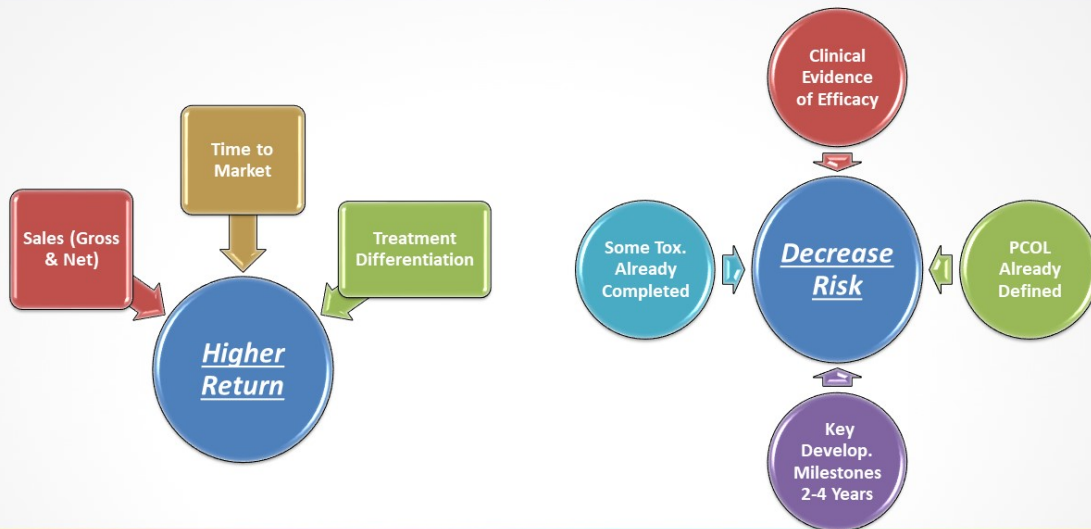 Time to
Market
Sales (Gross
& Net)
Treatment
Differentiation
Higher
Return
Clinical
Evidence
of Efficacy
Some Tox.
Already
Completed
Decrease
Risk
PCOL
Already
Defined
Key
Develop.
Milestones
2-4 Years